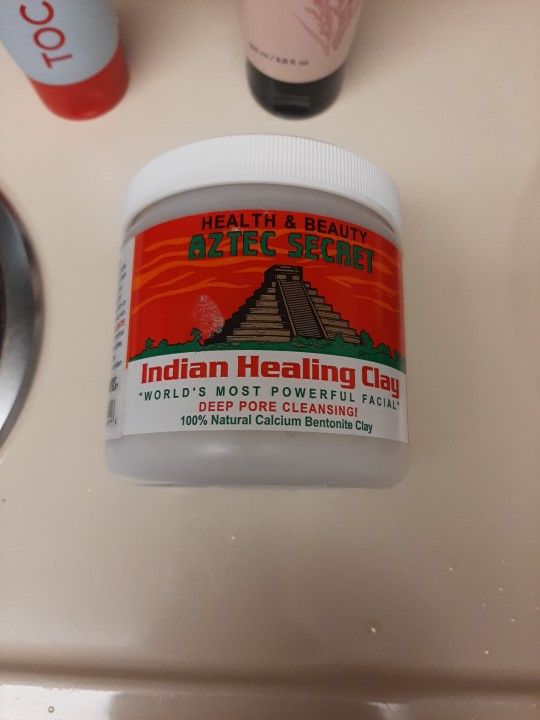 TOC
HEALTH & BEAUTY
AZTEC SECRET
Indian Healing Clay
"WORLD'S MOST POWERFUL FACIAL"
DEEP PORE CLEANSING!
100% Natural Calcium Bentonite Clay